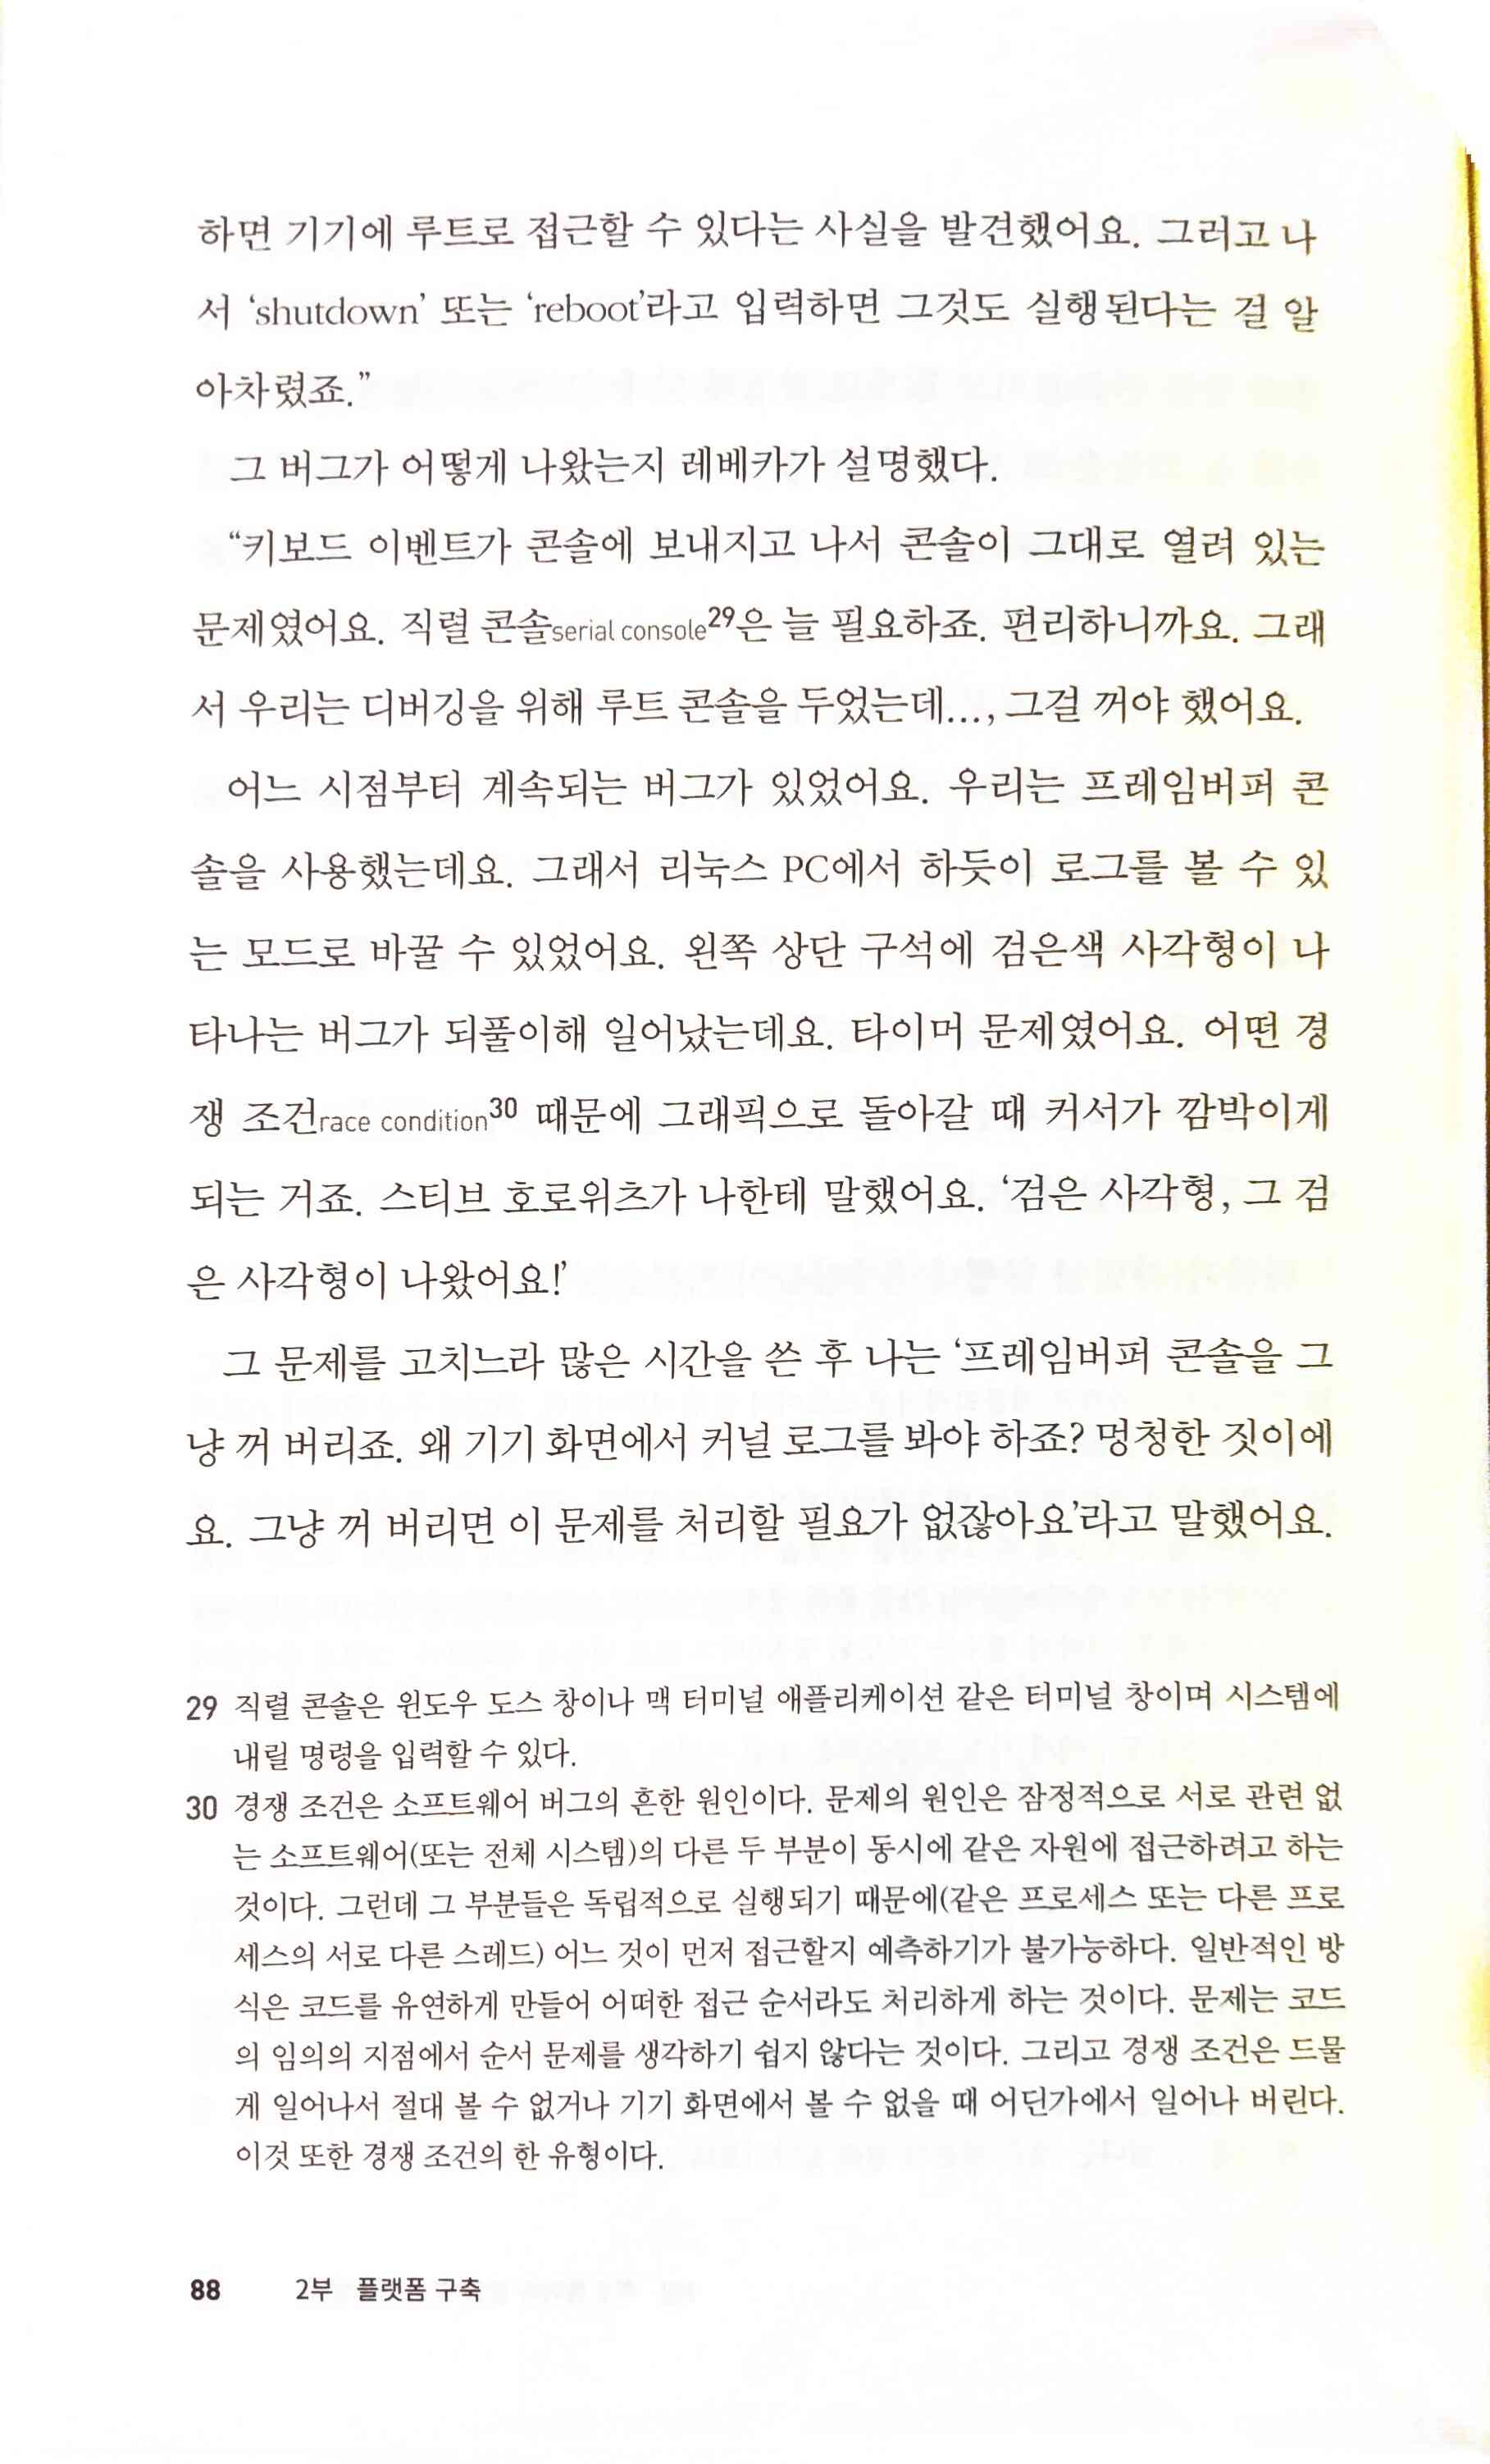 하면 기기에 루트로 접근할 수 있다는 사실을 발견했어요. 그러고 나
서 ‘shutdown’ 또는 ‘reboot’라고 입력하면 그것도 실행된다는 걸 알
아차렸죠.”
그 버그가 어떻게 나왔는지 레베카가 설명했다.
“키보드 이벤트가 콘솔에 보내지고 나서 콘솔이 그대로 열려 있는
문제였어요. 직렬 콘솔serial console29은 늘 필요하죠. 편리하니까요. 그래
서 우리는 디버깅을 위해 루트 콘솔을 두었는데..., 그걸 꺼야 했어요.
어느 시점부터 계속되는 버그가 있었어요. 우리는 프레임버퍼 콘
솔을 사용했는데요. 그래서 리눅스 PC에서 하듯이 로그를 볼 수 있
는 모드로 바꿀 수 있었어요. 왼쪽 상단 구석에 검은색 사각형이 나
타나는 버그가 되풀이해 일어났는데요. 타이머 문제였어요. 어떤 경
쟁 조건race condition30 때문에 그래픽으로 돌아갈 때 커서가 깜박이게
되는 거죠. 스티브 호로위츠가 나한테 말했어요. ‘검은 사각형, 그 검
은 사각형이 나왔어요!’
그 문제를 고치느라 많은 시간을 쓴 후 나는 ‘프레임버퍼 콘솔을 그
냥 꺼 버리죠. 왜 기기 화면에서 커널 로그를 봐야 하죠? 멍청한 짓이에
요. 그냥 꺼 버리면 이 문제를 처리할 필요가 없잖아요’라고 말했어요.
29 직렬 콘솔은 윈도우 도스 창이나 맥 터미널 애플리케이션 같은 터미널 창이며 시스템에
내릴 명령을 입력할 수 있다.
30 경쟁 조건은 소프트웨어 버그의 흔한 원인이다. 문제의 원인은 잠정적으로 서로 관련 없
는 소프트웨어(또는 전체 시스템)의 다른 두 부분이 동시에 같은 자원에 접근하려고 하는
것이다. 그런데 그 부분들은 독립적으로 실행되기 때문에(같은 프로세스 또는 다른 프로
세스의 서로 다른 스레드) 어느 것이 먼저 접근할지 예측하기가 불가능하다. 일반적인 방
식은 코드를 유연하게 만들어 어떠한 접근 순서라도 처리하게 하는 것이다. 문제는 코드
의 임의의 지점에서 순서 문제를 생각하기 쉽지 않다는 것이다. 그리고 경쟁 조건은 드물
게 일어나서 절대 볼 수 없거나 기기 화면에서 볼 수 없을 때 어딘가에서 일어나 버린다.
이것 또한 경쟁 조건의 한 유형이다.
88 2부 플랫폼 구축